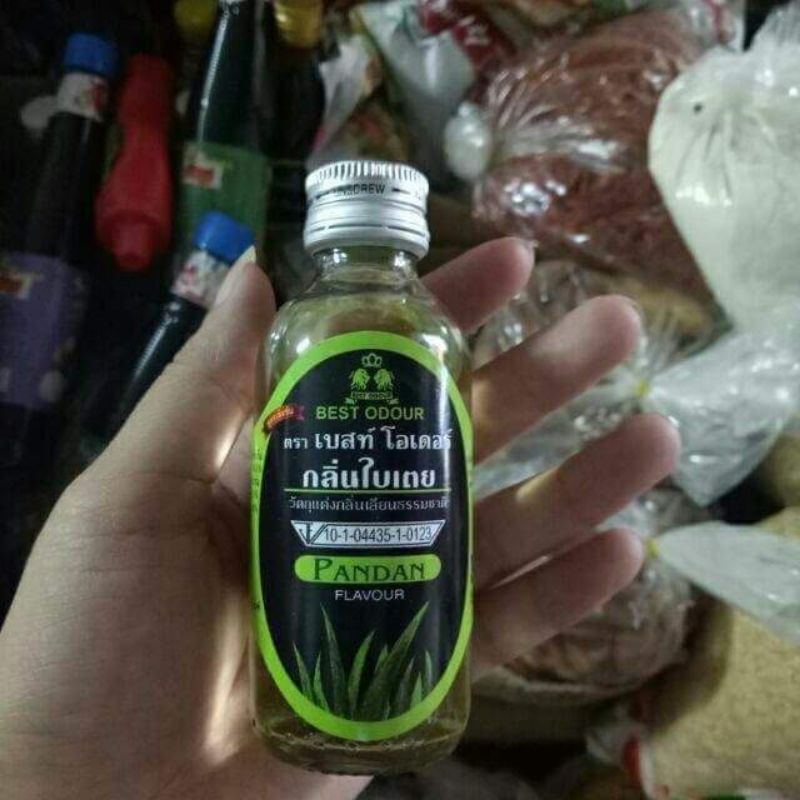 BEST ODOUR
BEST ODOUR
ตรา เบสท์ โอเดอร์
กลิ่นใบเตย
วัตถุแต่งกลิ่นเลียนธรรมชาติ
10-1-04435-1-0123
PANDAN
FLAVOUR